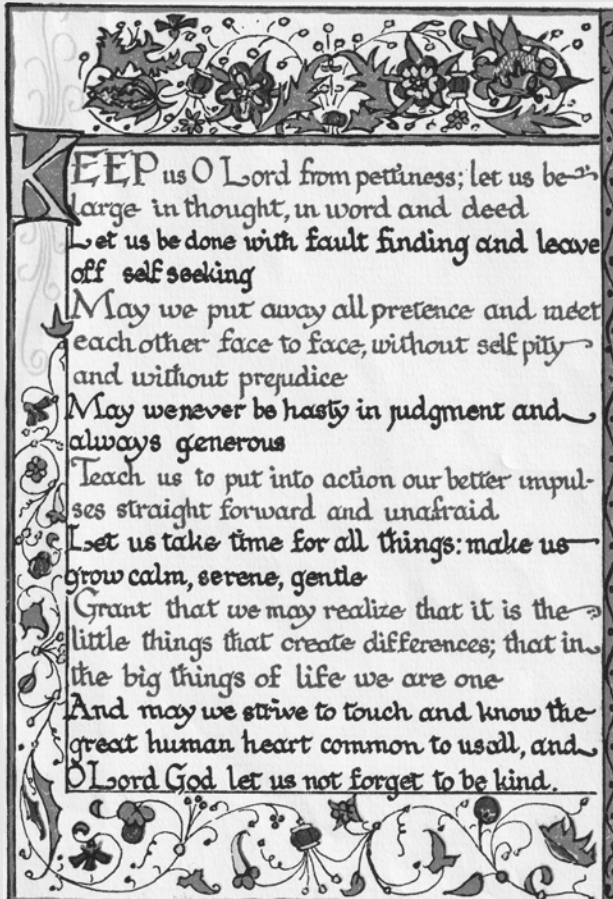 KEEP us O Lord from pettiness; let us be
large in thought, in word and deed
Let us be done with fault finding and leave
off self seeking
May we put away all pretence and meet
each other face to face, without self pity
and without prejudice
May we never be hasty in judgment and
always generous
Teach us to put into action our better impul-
ses straight forward and unafraid
Let us take time for all things: make us
grow calm, serene, gentle
Grant that we may realize that it is the
little things that create differences; that in
the big things of life we are one
And may we strive to touch and know the
great human heart common to us all, and
O Lord God let us not forget to be kind.